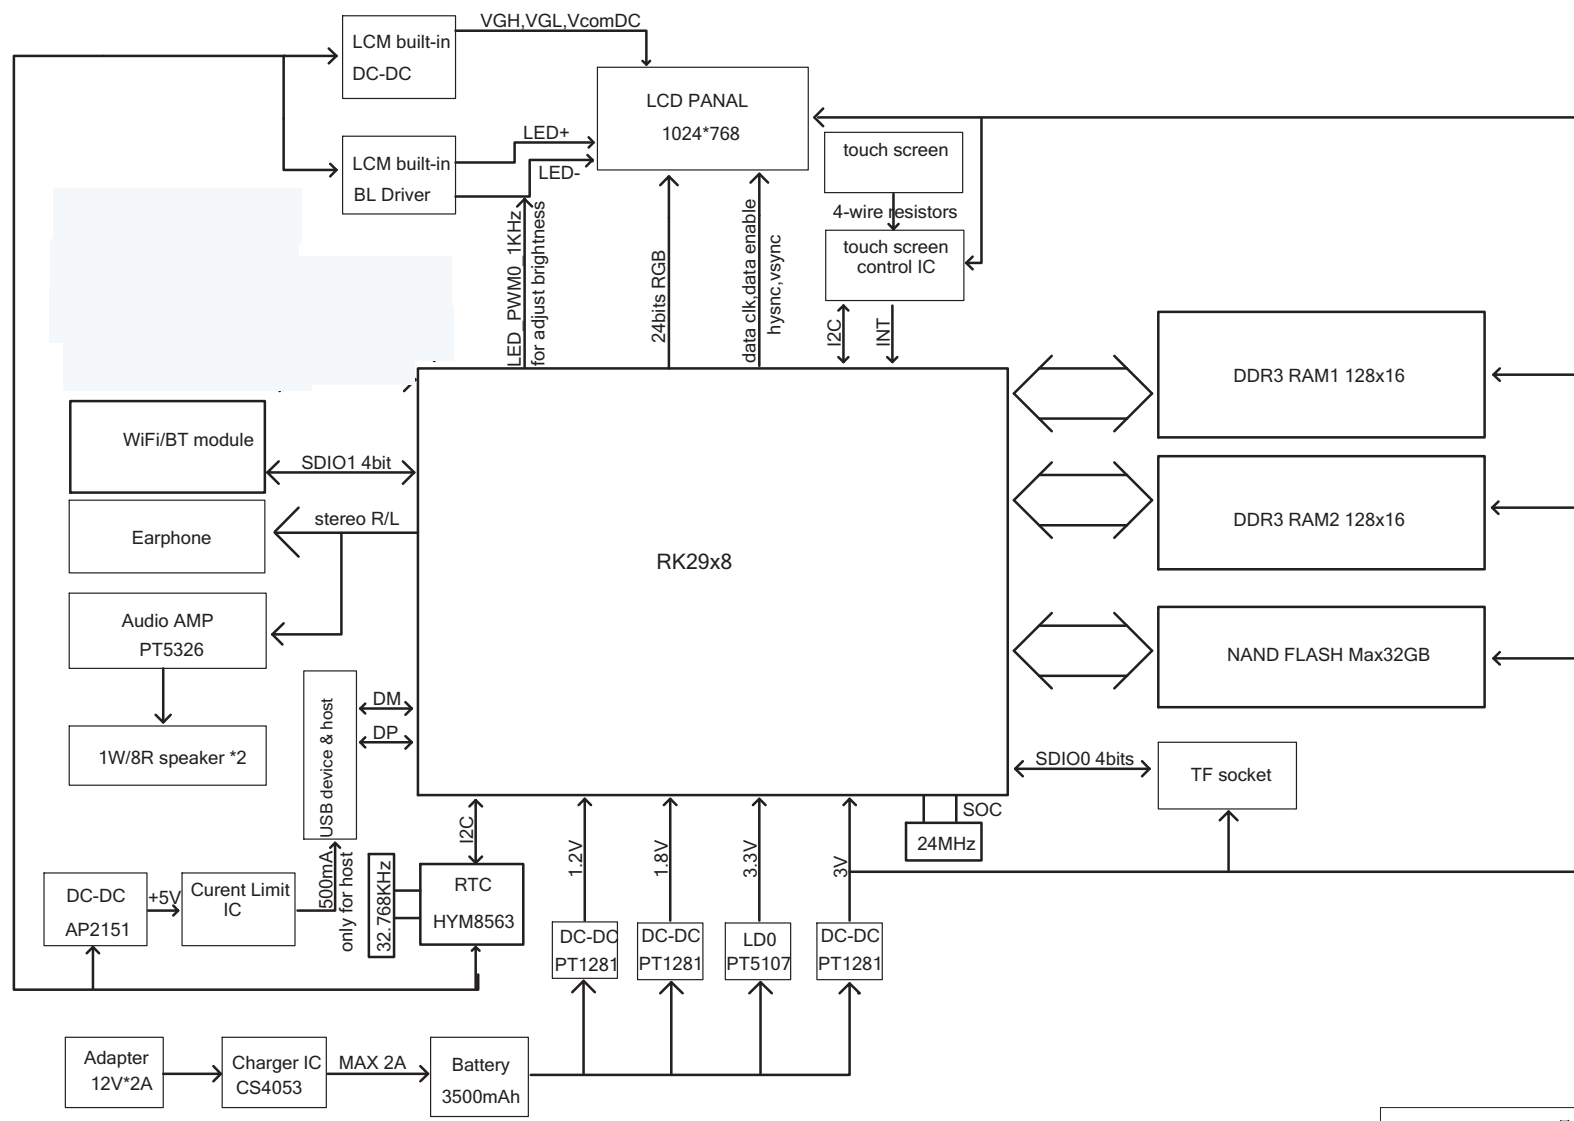 VGH,VGL,VcomDC
LCM built-in
DC-DC
LCD PANAL
1024*768
LED+
LED-
LCM built-in
BL Driver
touch screen
4-wire resistors
touch screen
control IC
LED_PWM0_1KHz
for adjust brightness
24bits RGB
data clk,data enable
hysnc,vsync
I2C
INT
DDR3 RAM1 128x16
WiFi/BT module
SDIO1 4bit
Earphone
stereo R/L
RK29x8
DDR3 RAM2 128x16
Audio AMP
PT5326
NAND FLASH Max32GB
USB device & host
DM
DP
1W/8R speaker *2
SDIO0 4bits
TF socket
SOC
24MHz
I2C
1.2V
1.8V
3.3V
3V
DC-DC
AP2151
+5V
Curent Limit
IC
500mA
only for host
32.768KHz
RTC
HYM8563
DC-DC
PT1281
DC-DC
PT1281
LD0
PT5107
DC-DC
PT1281
Adapter
12V*2A
Charger IC
CS4053
MAX 2A
Battery
3500mAh